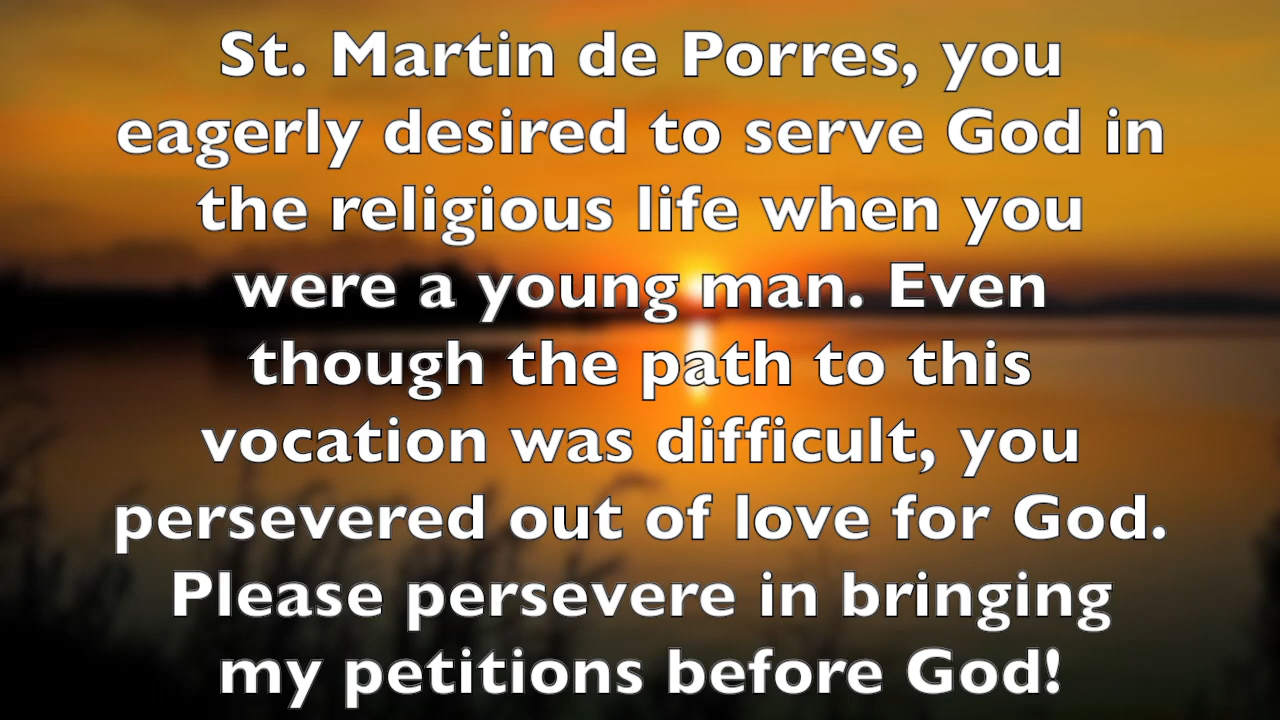 St. Martin de Porres, you
eagerly desired to serve God in
the religious life when you
were a young man. Even
though the path to this
vocation was difficult, you
persevered out of love for God.
Please persevere in bringing
my petitions before God!